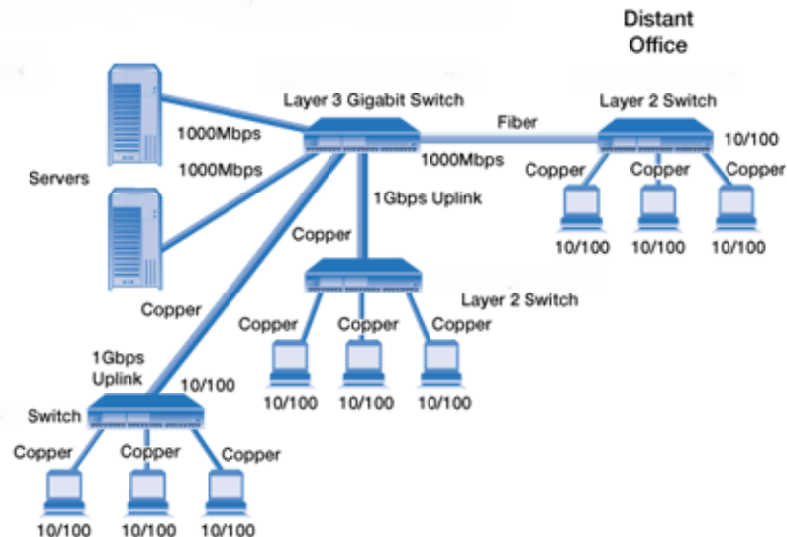 Distant
Office
Layer 3 Gigabit Switch
Layer 2 Switch
Fiber
1000Mbps
10/100
1000Mbps
1000Mbps
Copper
Copper
Copper
Servers
1Gbps Uplink
Copper
10/100
10/100
10/100
Layer 2 Switch
Copper
Copper
Copper
Copper
1Gbps
Uplink
10/100
10/100
10/100
10/100
Switch
Copper
Copper
Copper
10/100
10/100
10/100